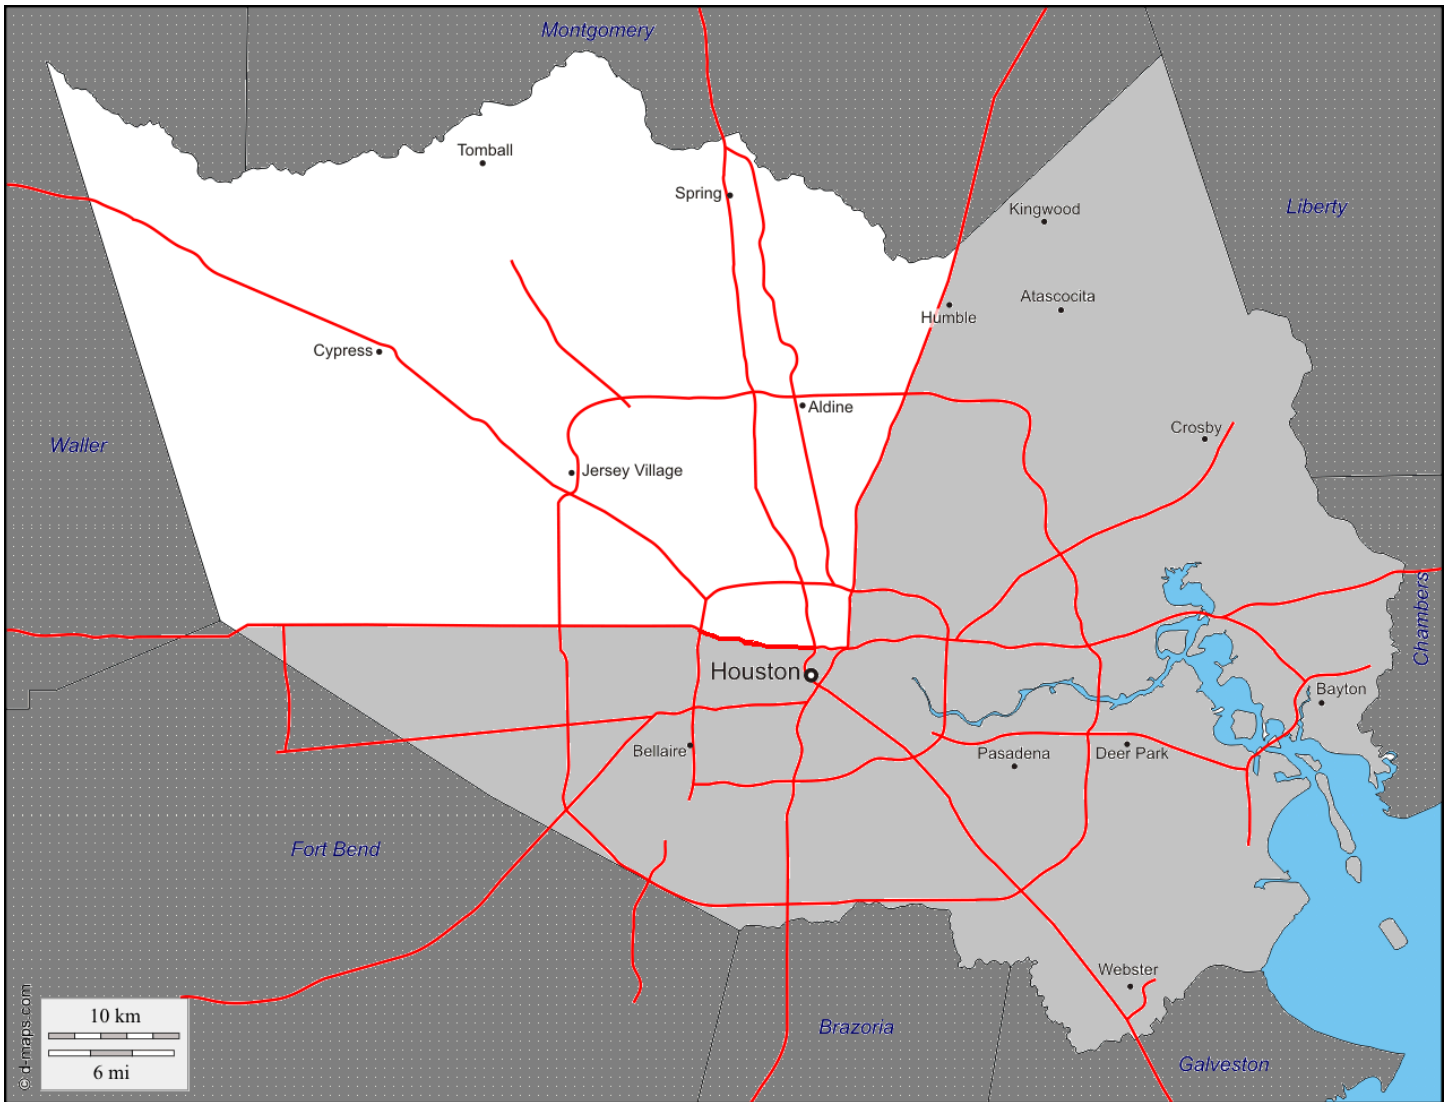 Montgomery
Tomball
Spring
Kingwood
Liberty
Atascocita
Humble
Cypress
Aldine
Crosby
Waller
Jersey Village
Chambers
Houston
Bayton
Bellaire
Pasadena
Deer Park
Fort Bend
Webster
Brazoria
Galveston
© d-maps.com
10 km
6 mi